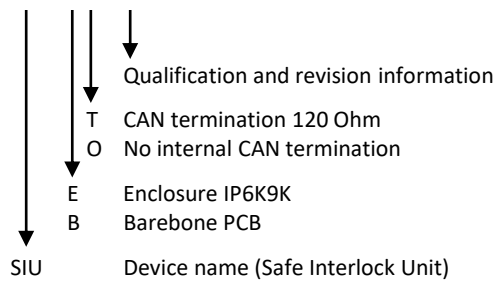 Qualification and revision information
T CAN termination 120 Ohm
O No internal CAN termination
E Enclosure IP6K9K
B Barebone PCB
SIU Device name (Safe Interlock Unit)